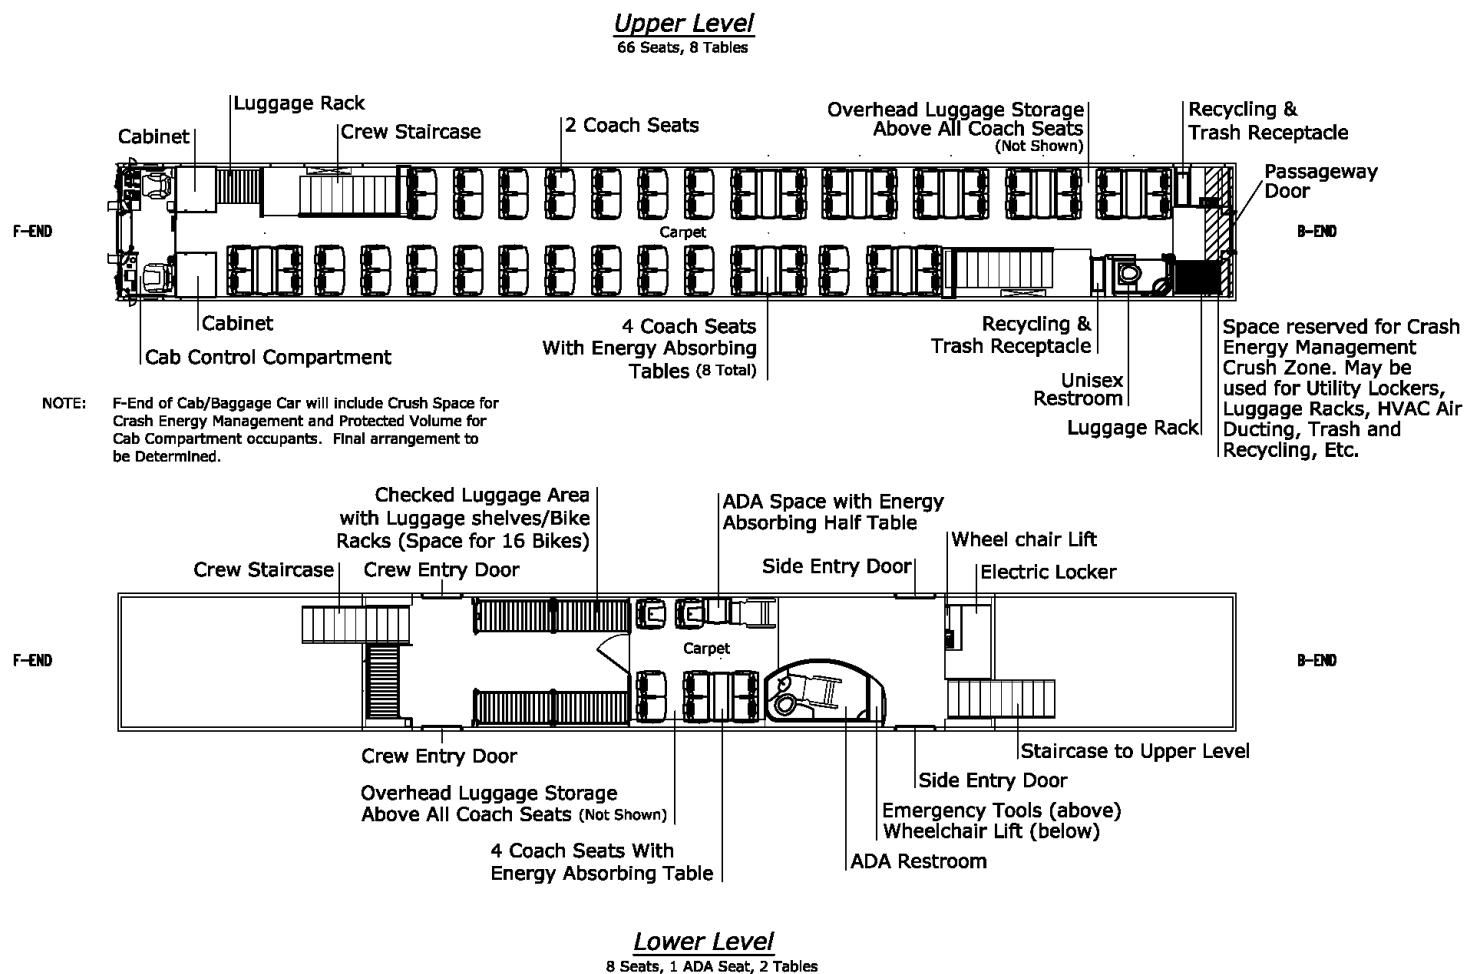 Upper Level
66 Seats, 8 Tables
Luggage Rack
Cabinet
Crew Staircase
2 Coach Seats
Overhead Luggage Storage
Above All Coach Seats
(Not Shown)
Recycling &
Trash Receptacle
Passageway
Door
F-END
Carpet
B-END
Cabinet
Cab Control Compartment
4 Coach Seats
With Energy Absorbing
Tables (8 Total)
Recycling &
Trash Receptacle
Unisex
Restroom
Luggage Rack
Space reserved for Crash
Energy Management
Crush Zone. May be
used for Utility Lockers,
Luggage Racks, HVAC Air
Ducting, Trash and
Recycling, Etc.
NOTE: F-End of Cab/Baggage Car will include Crush Space for
Crash Energy Management and Protected Volume for
Cab Compartment occupants. Final arrangement to
be Determined.
Checked Luggage Area
with Luggage shelves/Bike
Racks (Space for 16 Bikes)
ADA Space with Energy
Absorbing Half Table
Wheel chair Lift
Crew Staircase
Crew Entry Door
Side Entry Door
Electric Locker
F-END
Carpet
B-END
Crew Entry Door
Staircase to Upper Level
Side Entry Door
Overhead Luggage Storage
Above All Coach Seats (Not Shown)
Emergency Tools (above)
Wheelchair Lift (below)
4 Coach Seats With
Energy Absorbing Table
ADA Restroom
Lower Level
8 Seats, 1 ADA Seat, 2 Tables